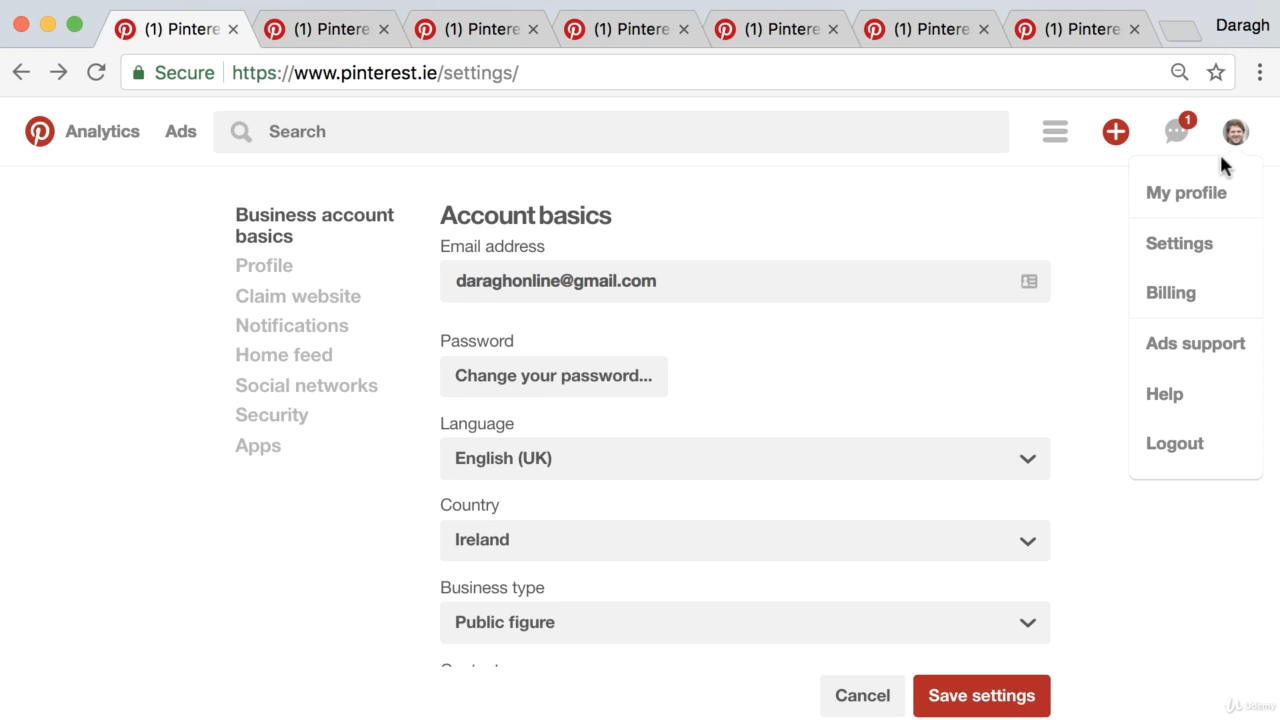 (1) Pintere
(1) Pintere
(1) Pintere
(1) Pintere
(1) Pintere
(1) Pintere
(1) Pintere
Daragh
Secure
https://www.pinterest.ie/settings/
Analytics
Ads
Search
1
My profile
Settings
Billing
Ads support
Help
Logout
Business account
basics
Profile
Claim website
Notifications
Home feed
Social networks
Security
Apps
Account basics
Email address
daraghonline@gmail.com
Password
Change your password...
Language
English (UK)
Country
Ireland
Business type
Public figure
Cancel
Save settings
Udemy